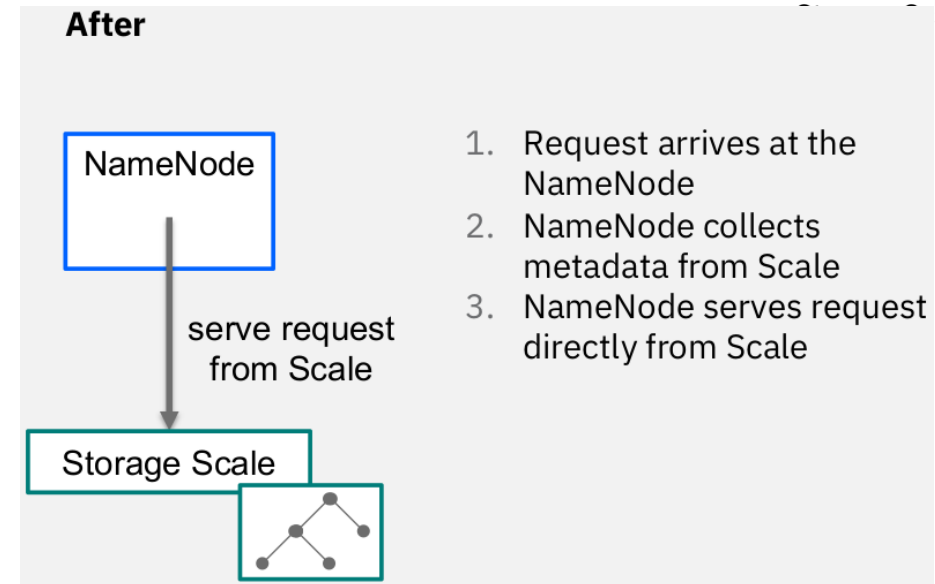 After
NameNode
serve request
from Scale
Storage Scale
1. Request arrives at the
NameNode
2. NameNode collects
metadata from Scale
3. NameNode serves request
directly from Scale